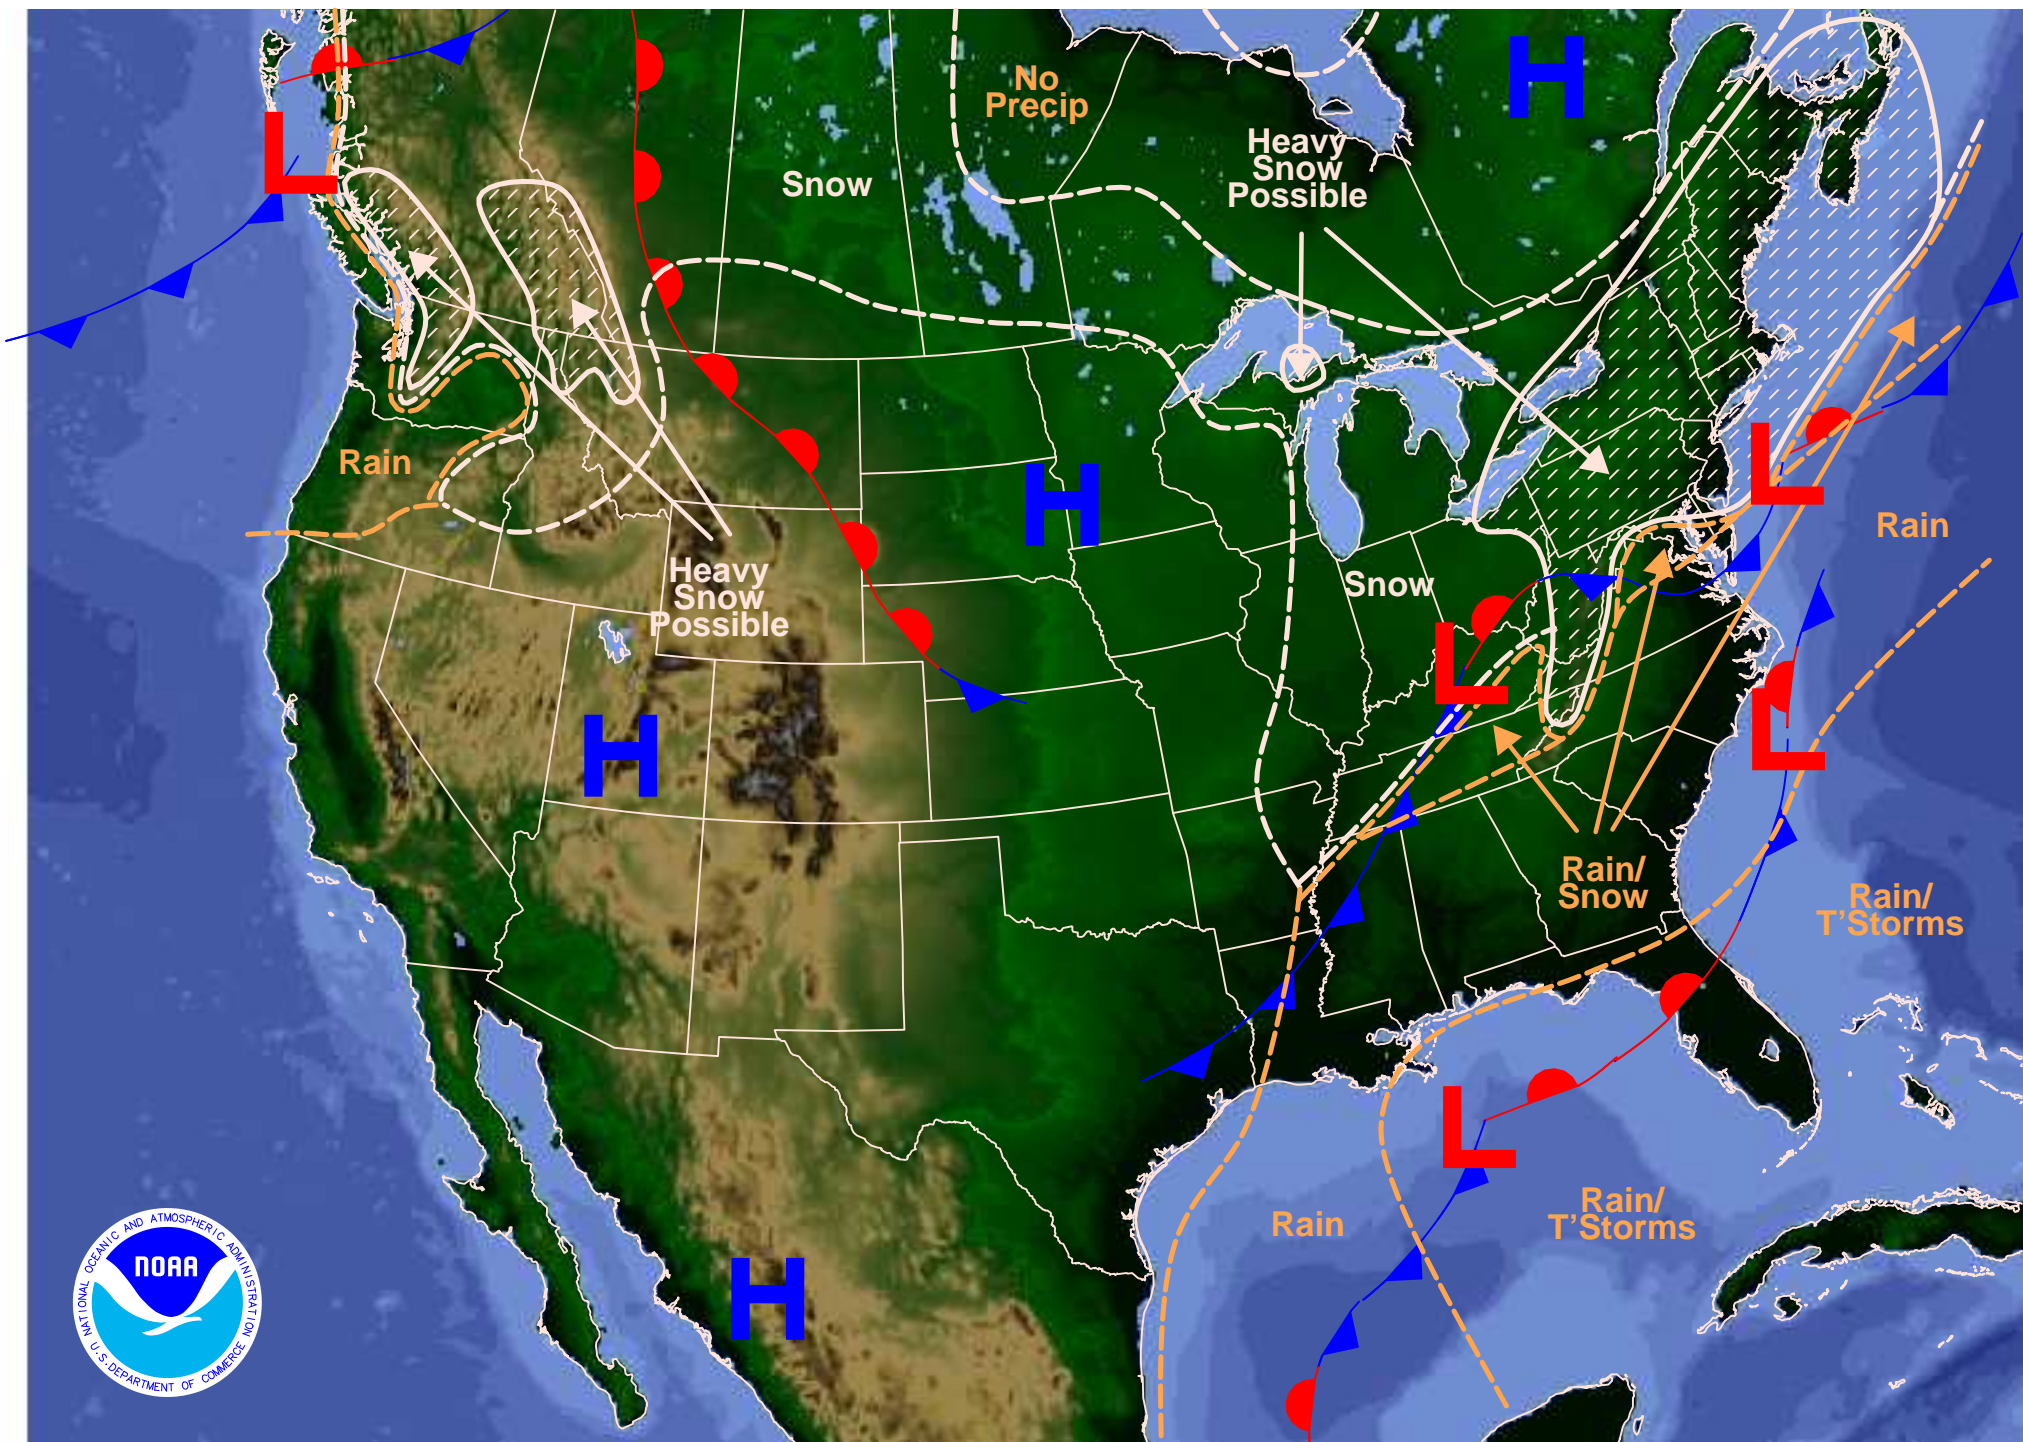 No
Precip
H
Heavy
Snow
Possible
L
Snow
Rain
H
L
Rain
Heavy
Snow
Possible
Snow
L
H
L
Rain/
Snow
Rain/
T'Storms
L
Rain
Rain/
T'Storms
H
NATIONAL OCEANIC AND ATMOSPHERIC ADMINISTRATION
NOAA
U.S. DEPARTMENT OF COMMERCE